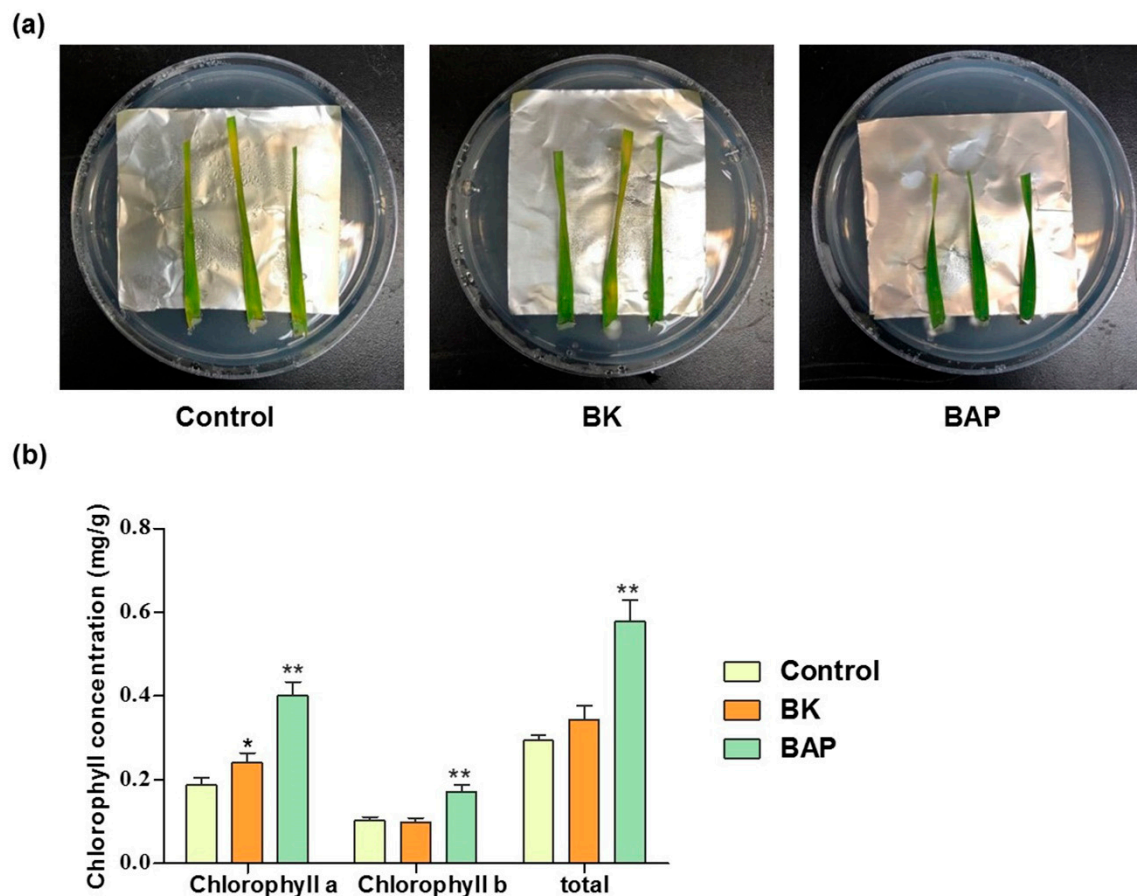 (a)
Control
BK
BAP
(b)
Chlorophyll concentration (mg/g)
0.8
0.6
0.4
0.2
0.0
*
**
**
**
Chlorophyll a
Chlorophyll b
total
Control
BK
BAP